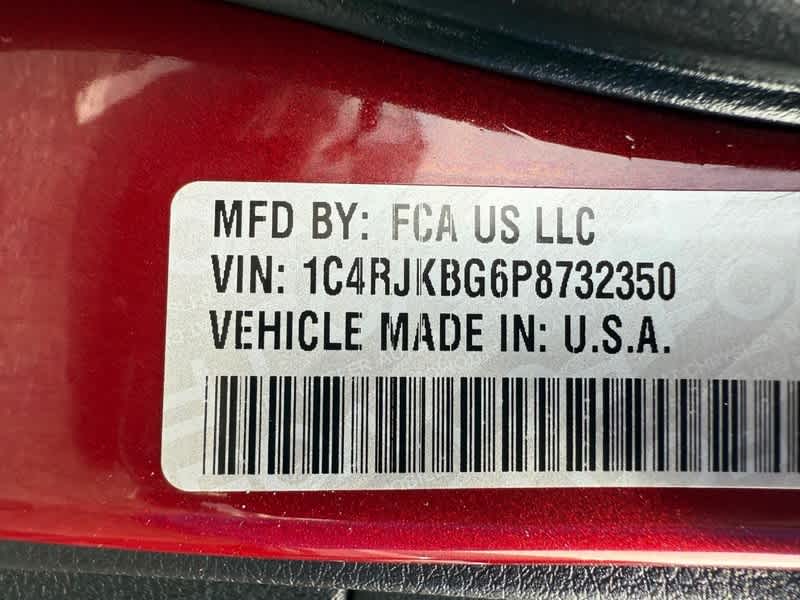 MFD BY: FCA US LLC
VIN: 1C4RJKBG6P8732350
VEHICLE MADE IN: U.S.A.